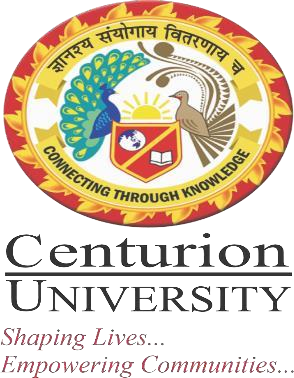 ज्ञानस्य संयोगाय वितरणाय च
CONNECTING THROUGH KNOWLEDGE
Centurion
UNIVERSITY
Shaping Lives...
Empowering Communities...